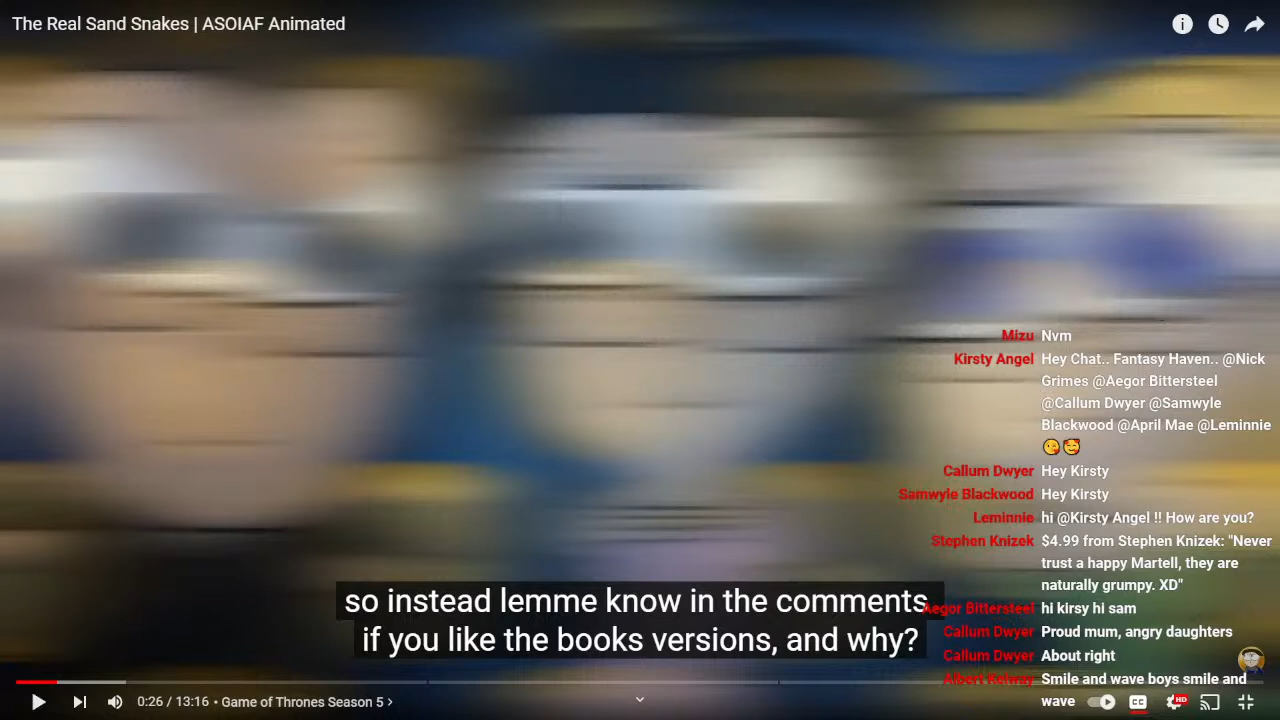 The Real Sand Snakes | ASOIAF Animated
Mizu Nvm
Kirsty Angel Hey Chat.. Fantasy Haven.. @Nick
Grimes @Aegor Bittersteel
@Callum Dwyer @Samwyle
Blackwood @April Mae @Leminnie
😘 🥰
Callum Dwyer Hey Kirsty
Samwyle Blackwood Hey Kirsty
Leminnie hi @Kirsty Angel !! How are you?
Stephen Knizek $4.99 from Stephen Knizek: "Never
trust a happy Martell, they are
naturally grumpy. XD"
Aegor Bittersteel hi kirsy hi sam
Callum Dwyer Proud mum, angry daughters
Callum Dwyer About right
Albert Relway Smile and wave boys smile and
wave
so instead lemme know in the comments
if you like the books versions, and why?
0:26 / 13:16 • Game of Thrones Season 5 >
CC
HD